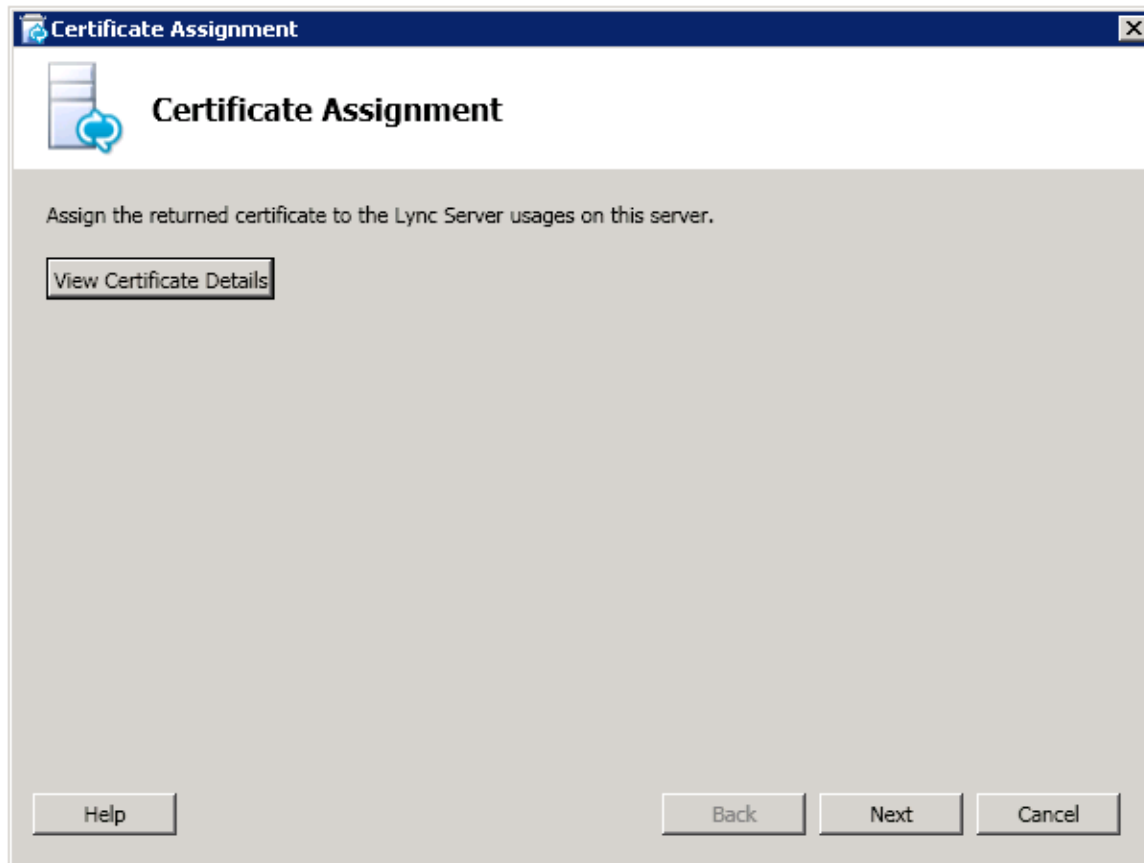 Certificate Assignment
Certificate Assignment
Assign the returned certificate to the Lync Server usages on this server.
View Certificate Details
Help Back Next Cancel